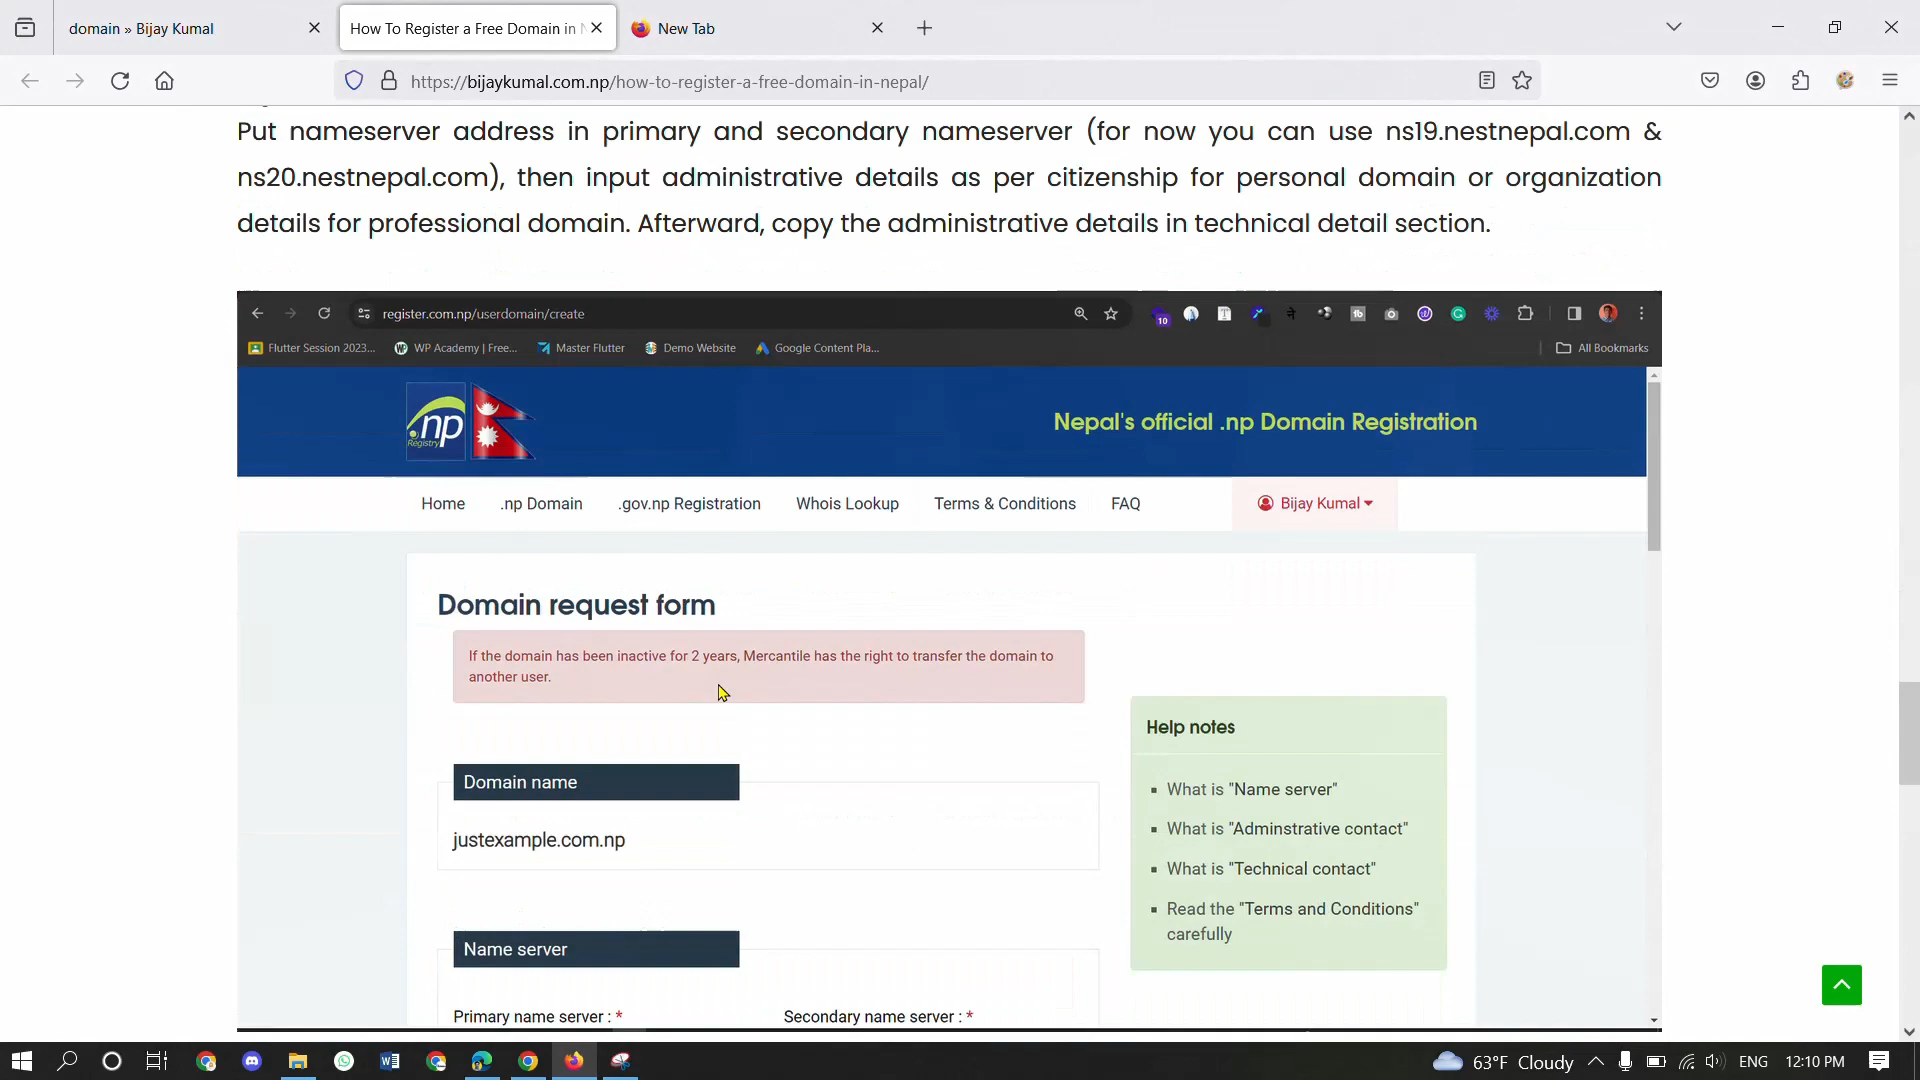 domain » Bijay Kumal
How To Register a Free Domain in N
New Tab
https://bijaykumal.com.np/how-to-register-a-free-domain-in-nepal/
Put nameserver address in primary and secondary nameserver (for now you can use ns19.nestnepal.com &
ns20.nestnepal.com), then input administrative details as per citizenship for personal domain or organization
details for professional domain. Afterward, copy the administrative details in technical detail section.
register.com.np/userdomain/create
10
Flutter Session 2023...
WP Academy | Free...
Master Flutter
Demo Website
Google Content Pla...
All Bookmarks
.np
Registry
Nepal's official .np Domain Registration
Home
.np Domain
.gov.np Registration
Whois Lookup
Terms & Conditions
FAQ
Bijay Kumal
Domain request form
If the domain has been inactive for 2 years, Mercantile has the right to transfer the domain to
another user.
Help notes
Domain name
What is "Name server"
What is "Adminstrative contact"
justexample.com.np
What is "Technical contact"
Read the "Terms and Conditions"
carefully
Name server
Primary name server : *
Secondary name server : *
63°F Cloudy
ENG
12:10 PM